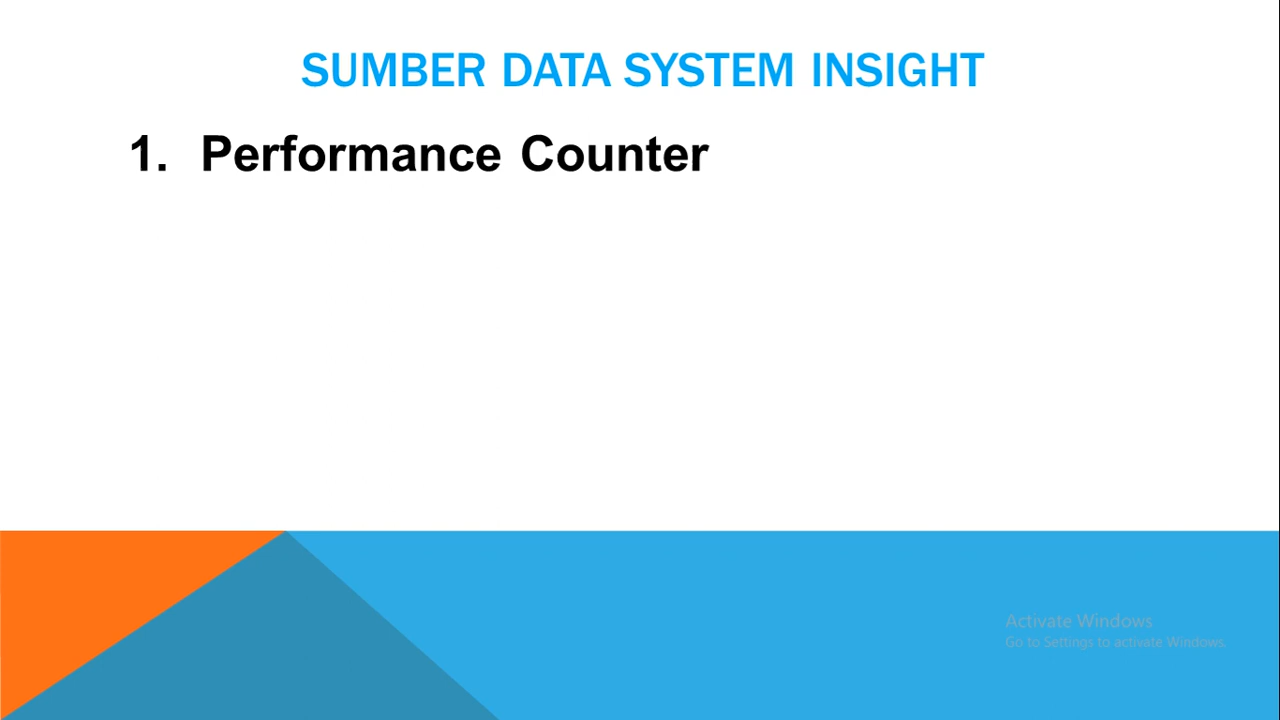 SUMBER DATA SYSTEM INSIGHT
1. Performance Counter
Activate Windows
Go to Settings to activate Windows.